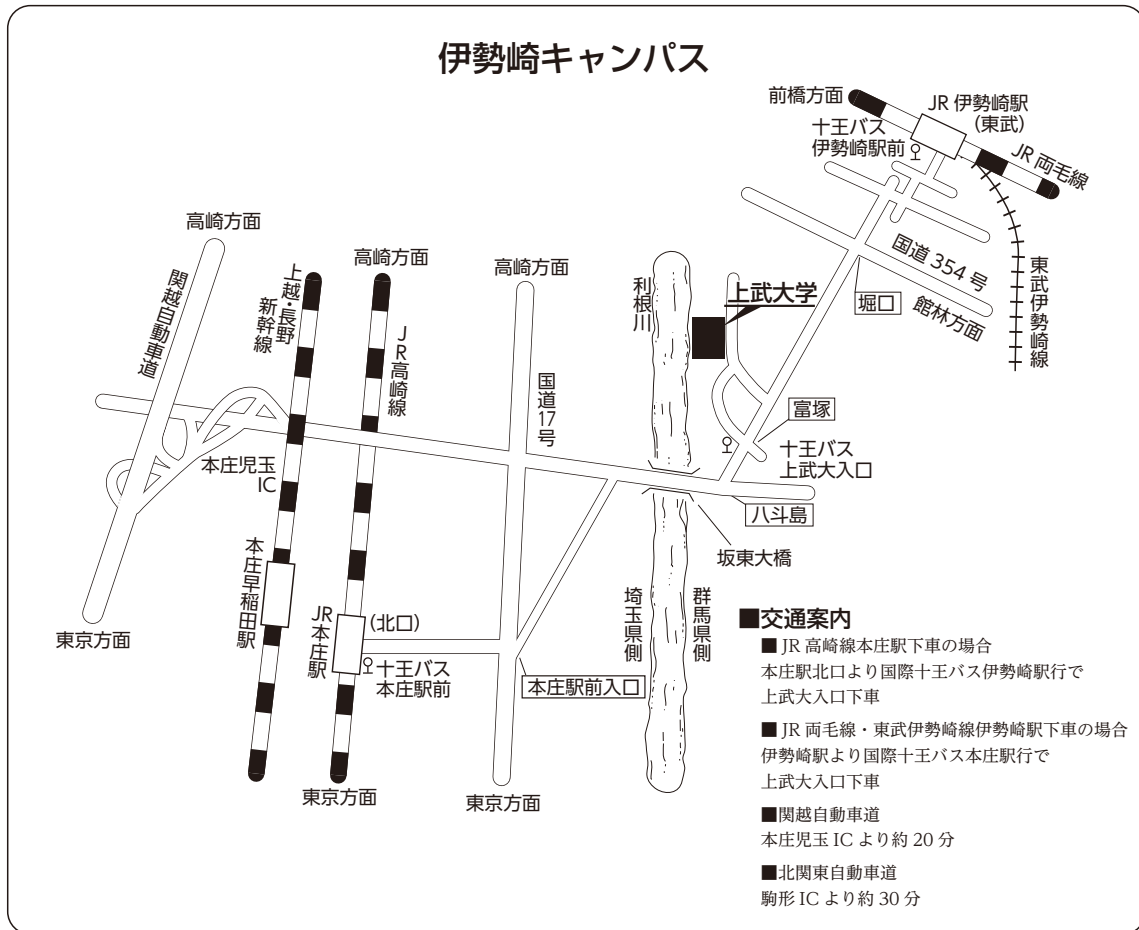 伊勢崎キャンパス
前橋方面
JR 伊勢崎駅
(東武)
十王バス
伊勢崎駅前
JR 両毛線
高崎方面
関越自動車道
上越・長野
新幹線
高崎方面
JR高崎線
高崎方面
国道17号
利根川
上武大学
国道 354 号
堀口
館林方面
東武伊勢崎線
富塚
十王バス
上武大入口
本庄児玉
IC
八斗島
坂東大橋
本庄早稲田駅
東京方面
JR本庄駅
(北口)
十王バス
本庄駅前
本庄駅前入口
埼玉県側
群馬県側
東京方面
東京方面
■交通案内
■ JR 高崎線本庄駅下車の場合
本庄駅北口より国際十王バス伊勢崎駅行で
上武大入口下車
■ JR 両毛線・東武伊勢崎線伊勢崎駅下車の場合
伊勢崎駅より国際十王バス本庄駅行で
上武大入口下車
■関越自動車道
本庄児玉 IC より約 20 分
■北関東自動車道
駒形 IC より約 30 分